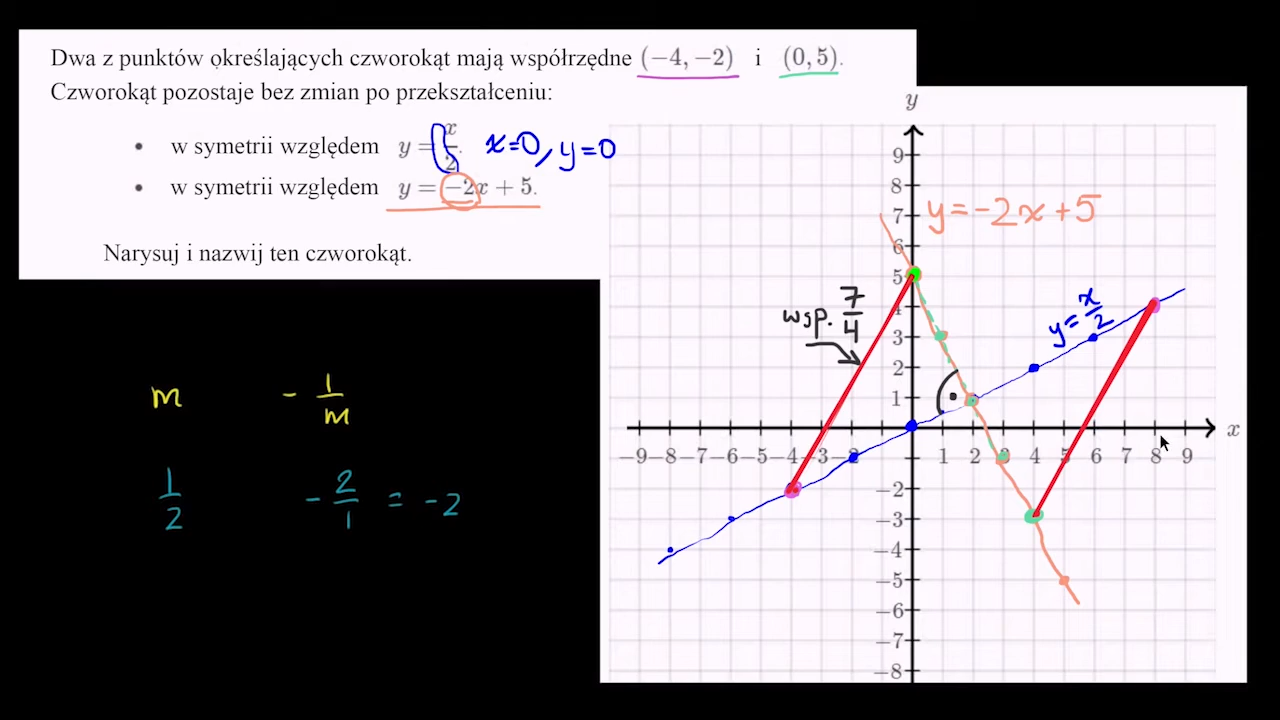 Dwa z punktów określających czworokąt mają współrzędne (−4, −2) i (0, 5).
Czworokąt pozostaje bez zmian po przekształceniu:
• w symetrii względem y = x/2. x=0, y=0
• w symetrii względem y = −2x + 5.
Narysuj i nazwij ten czworokąt.
y
9
8
7
y=-2x+5
6
5
wsp. 7/4
4
y=x/2
3
2
1
m -1/m
−9 −8 −7 −6 −5 −4 −3 −2 1 2 3 4 5 6 7 8 9 x
1/2 -2/1 = -2
−2
−3
−4
−5
−6
−7
−8